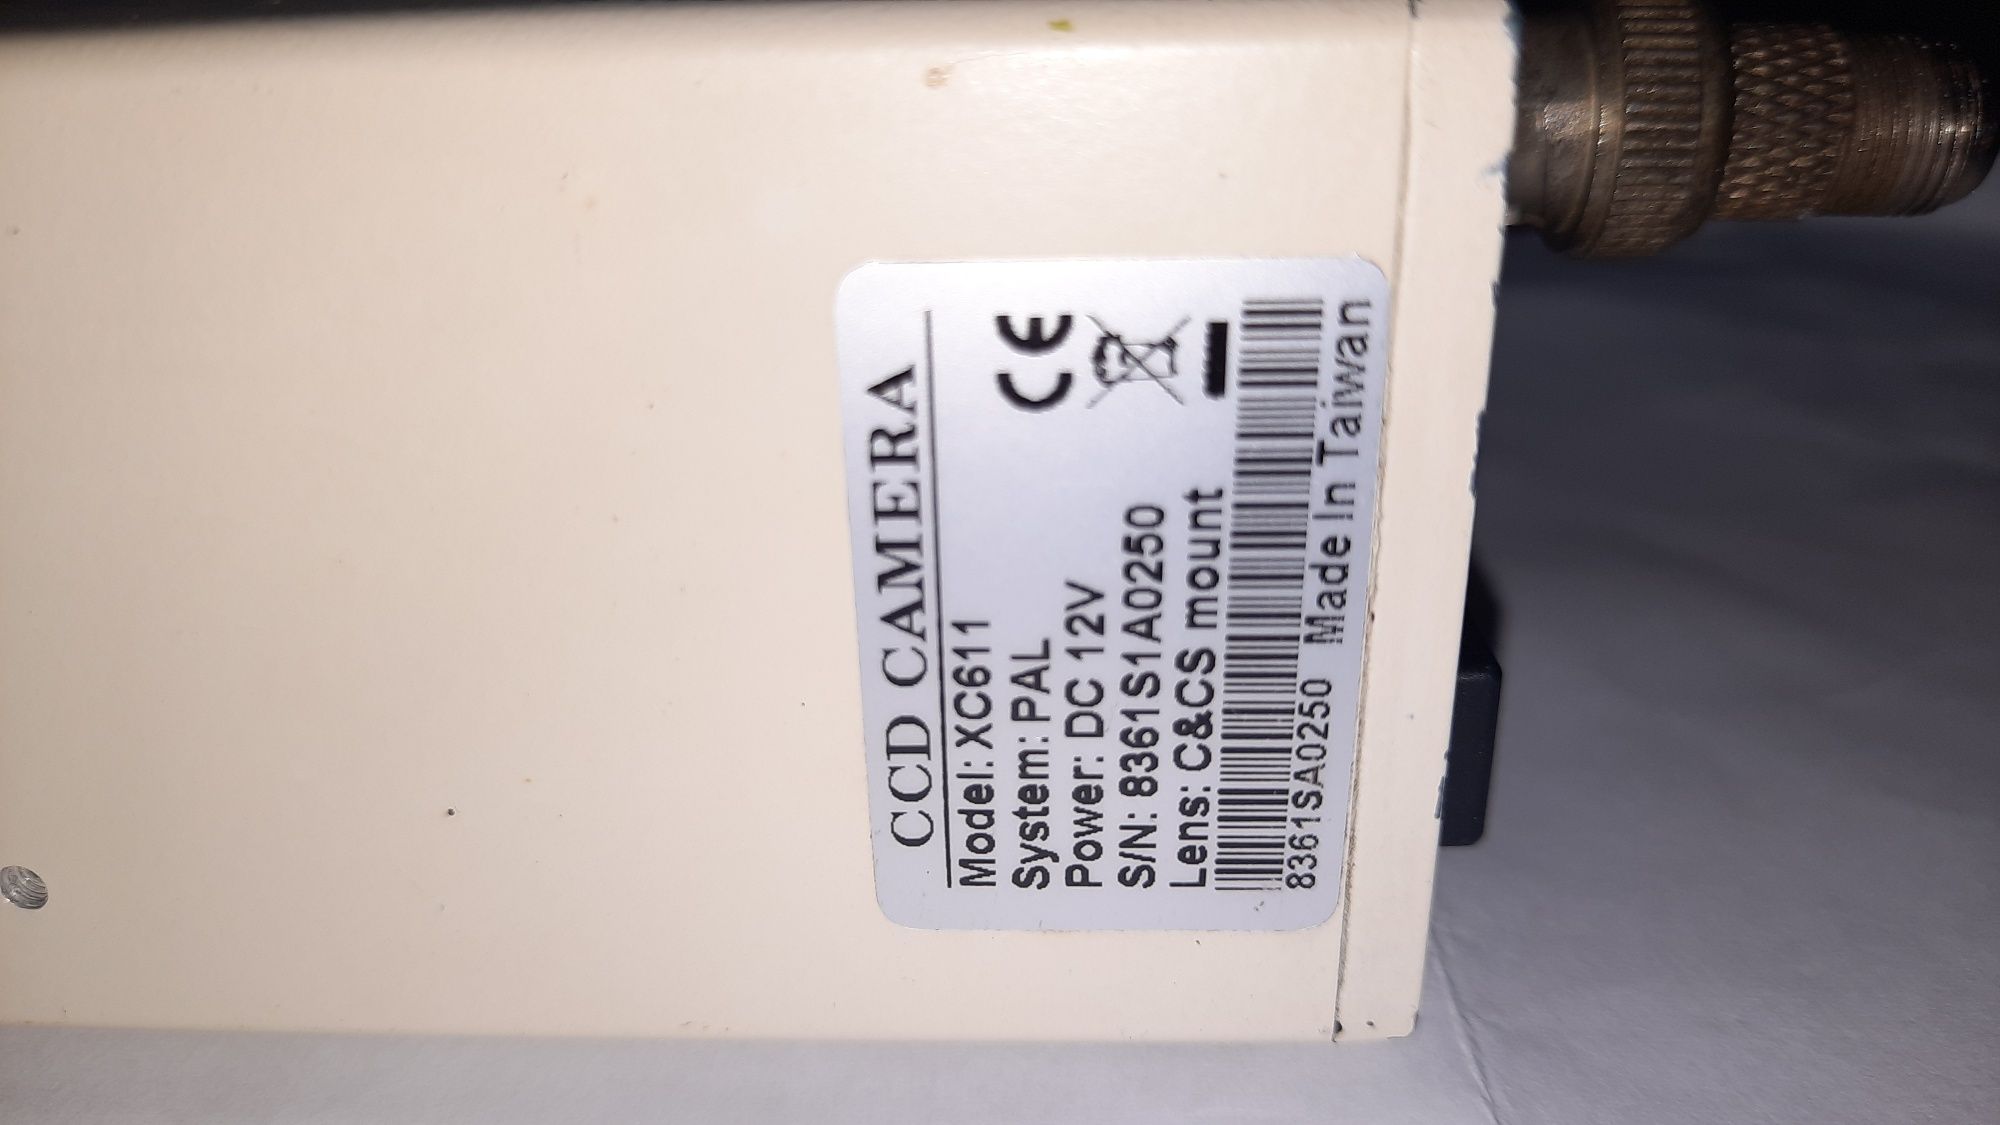 CCD CAMERA
Model: XC611
System: PAL
Power: DC 12V
S/N: 8361S1A0250
Lens: C&CS mount
CE
8361SA0250 Made In Taiwan